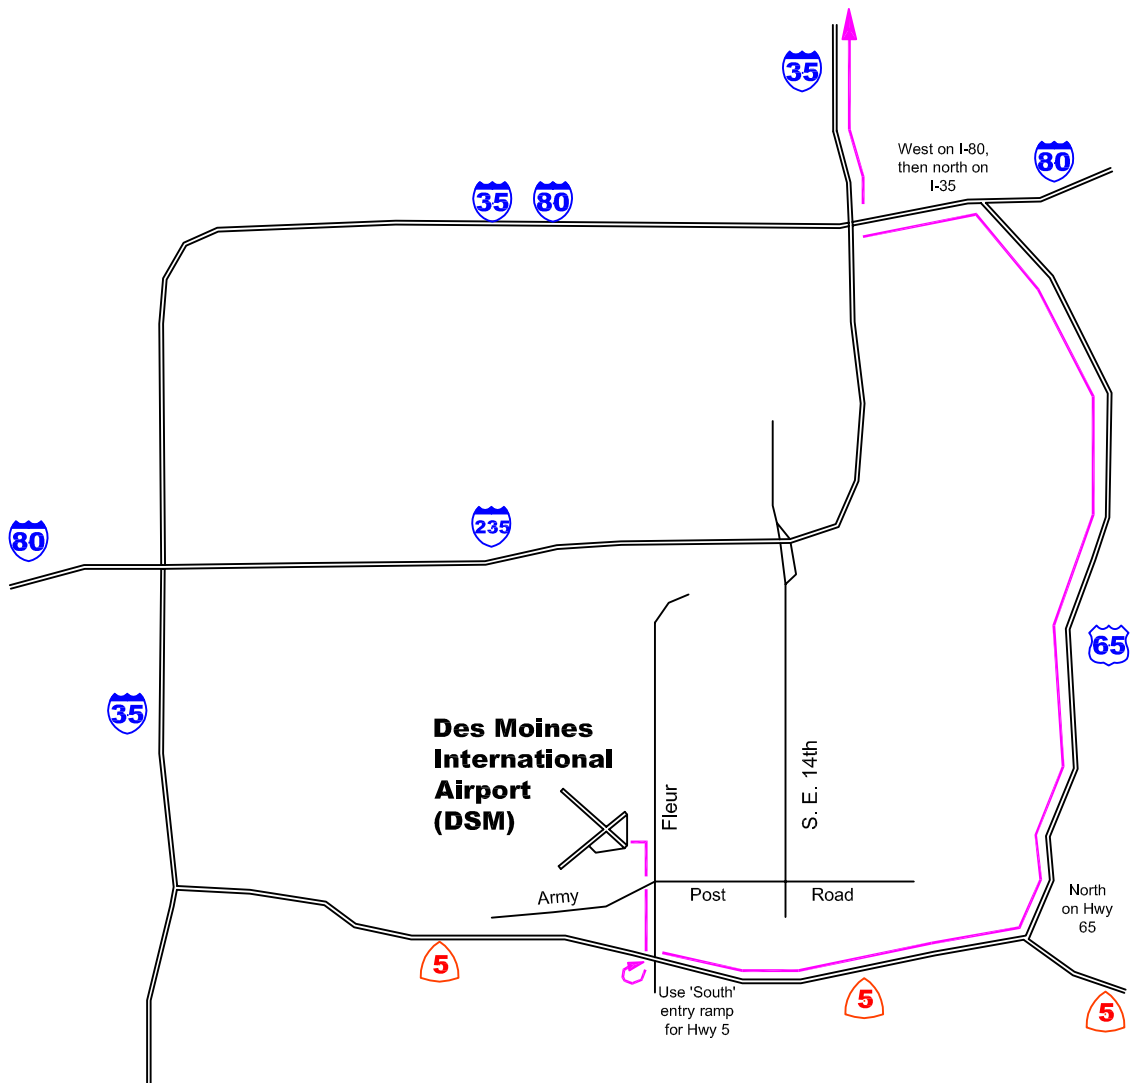 35
West on I-80,
then north on
I-35
80
35
80
80
235
65
35
Des Moines
International
Airport
(DSM)
Fleur
S. E. 14th
Army
Post
Road
North
on Hwy
65
5
Use 'South'
entry ramp
for Hwy 5
5
5